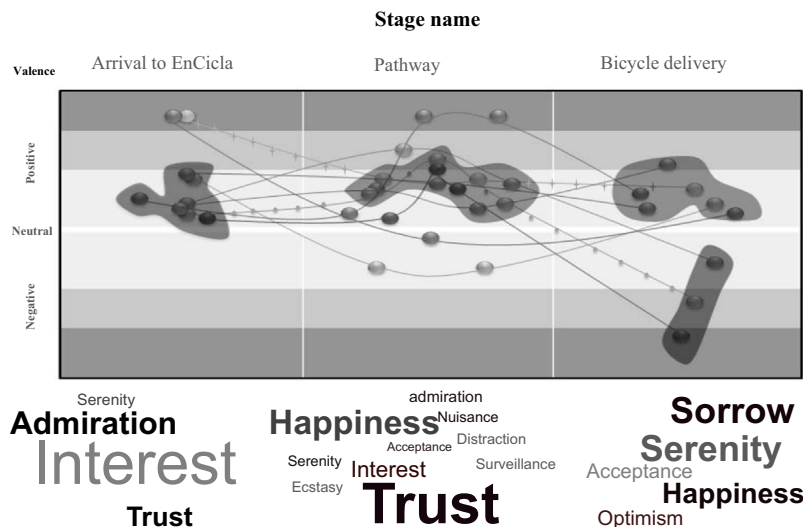 Stage name
Valence
Arrival to EnCicla
Pathway
Bicycle delivery
Positive
Neutral
Negative
Serenity
Admiration
Interest
Trust
admiration
Happiness
Nuisance
Acceptance
Distraction
Serenity
Interest
Surveillance
Ecstasy
Trust
Sorrow
Serenity
Acceptance
Happiness
Optimism